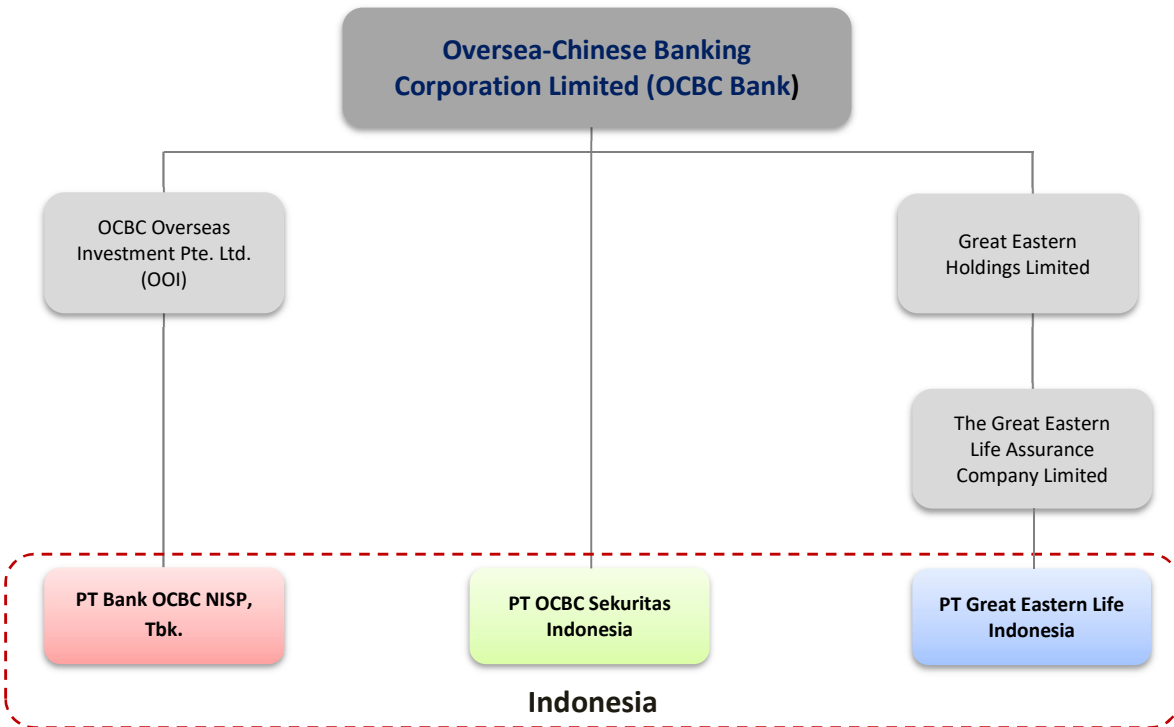 Oversea-Chinese Banking
Corporation Limited (OCBC Bank)
OCBC Overseas
Investment Pte. Ltd.
(OOI)
Great Eastern
Holdings Limited
The Great Eastern
Life Assurance
Company Limited
PT Bank OCBC NISP,
Tbk.
PT OCBC Sekuritas
Indonesia
PT Great Eastern Life
Indonesia
Indonesia